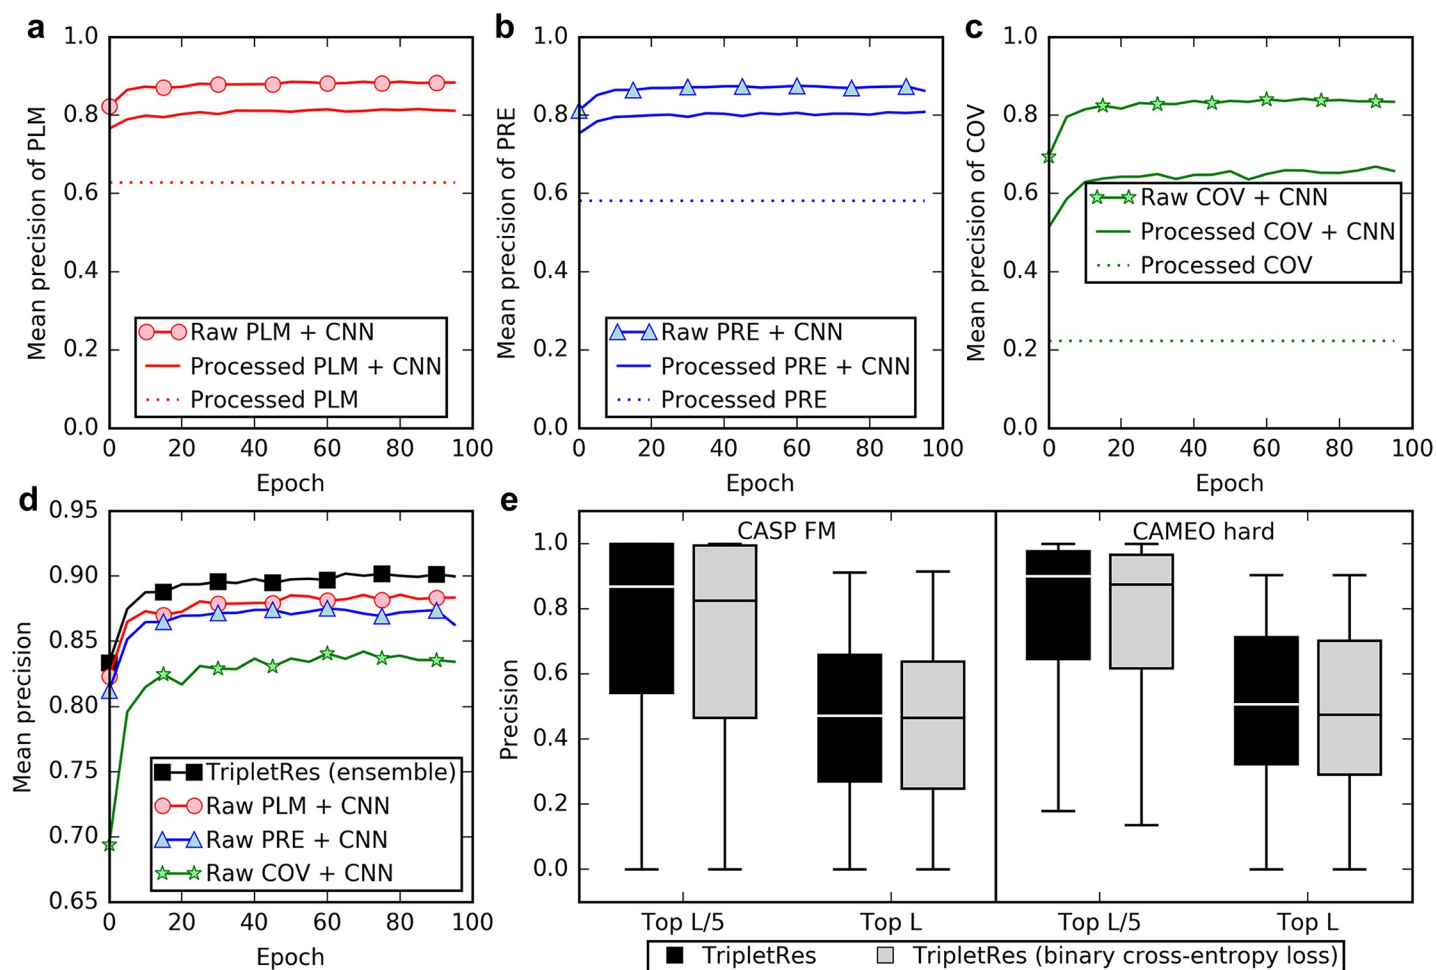 a
1.0
0.8
0.6
0.4
0.2
0.0
Mean precision of PLM
Raw PLM + CNN
Processed PLM + CNN
Processed PLM
0 20 40 60 80 100
Epoch
b
1.0
0.8
0.6
0.4
0.2
0.0
Mean precision of PRE
Raw PRE + CNN
Processed PRE + CNN
Processed PRE
0 20 40 60 80 100
Epoch
c
1.0
0.8
0.6
0.4
0.2
0.0
Mean precision of COV
Raw COV + CNN
Processed COV + CNN
Processed COV
0 20 40 60 80 100
Epoch
d
0.95
0.90
0.85
0.80
0.75
0.70
0.65
Mean precision
TripletRes (ensemble)
Raw PLM + CNN
Raw PRE + CNN
Raw COV + CNN
0 20 40 60 80 100
Epoch
e
CASP FM
CAMEO hard
1.0
0.8
0.6
0.4
0.2
0.0
Precision
Top L/5 Top L Top L/5 Top L
TripletRes TripletRes (binary cross-entropy loss)